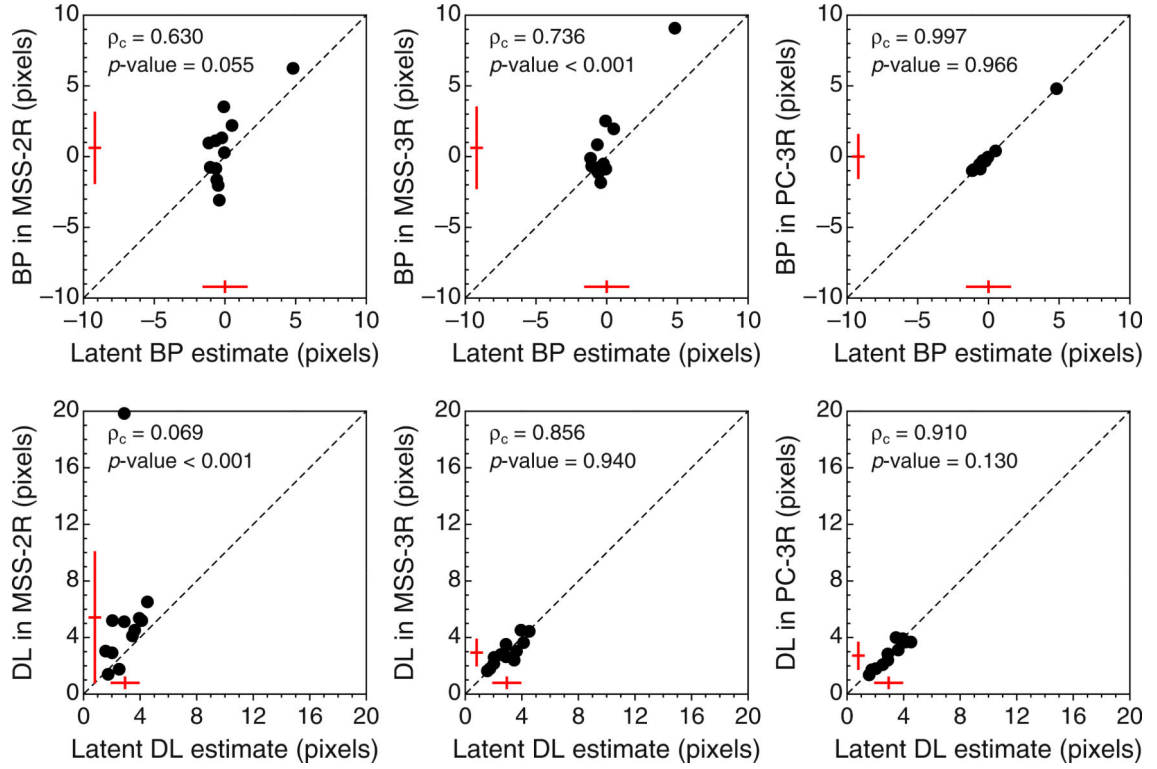 BP in MSS-2R (pixels)
10
5
0
−5
−10
ρc = 0.630
p-value = 0.055
−10 −5 0 5 10
Latent BP estimate (pixels)
BP in MSS-3R (pixels)
10
5
0
−5
−10
ρc = 0.736
p-value < 0.001
−10 −5 0 5 10
Latent BP estimate (pixels)
BP in PC-3R (pixels)
10
5
0
−5
−10
ρc = 0.997
p-value = 0.966
−10 −5 0 5 10
Latent BP estimate (pixels)
DL in MSS-2R (pixels)
20
16
12
8
4
0
ρc = 0.069
p-value < 0.001
0 4 8 12 16 20
Latent DL estimate (pixels)
DL in MSS-3R (pixels)
20
16
12
8
4
0
ρc = 0.856
p-value = 0.940
0 4 8 12 16 20
Latent DL estimate (pixels)
DL in PC-3R (pixels)
20
16
12
8
4
0
ρc = 0.910
p-value = 0.130
0 4 8 12 16 20
Latent DL estimate (pixels)